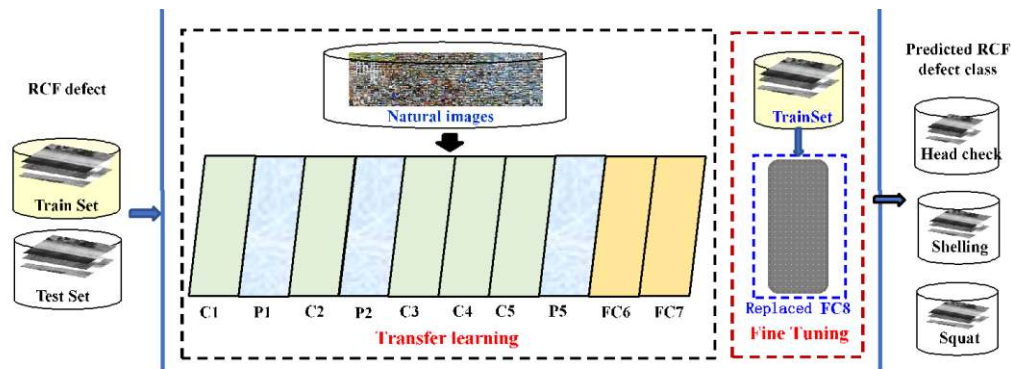 RCF defect
Train Set
Test Set
Natural images
C1 P1 C2 P2 C3 C4 C5 P5 FC6 FC7
Transfer learning
TrainSet
Replaced FC8
Fine Tuning
Predicted RCF
defect class
Head check
Shelling
Squat